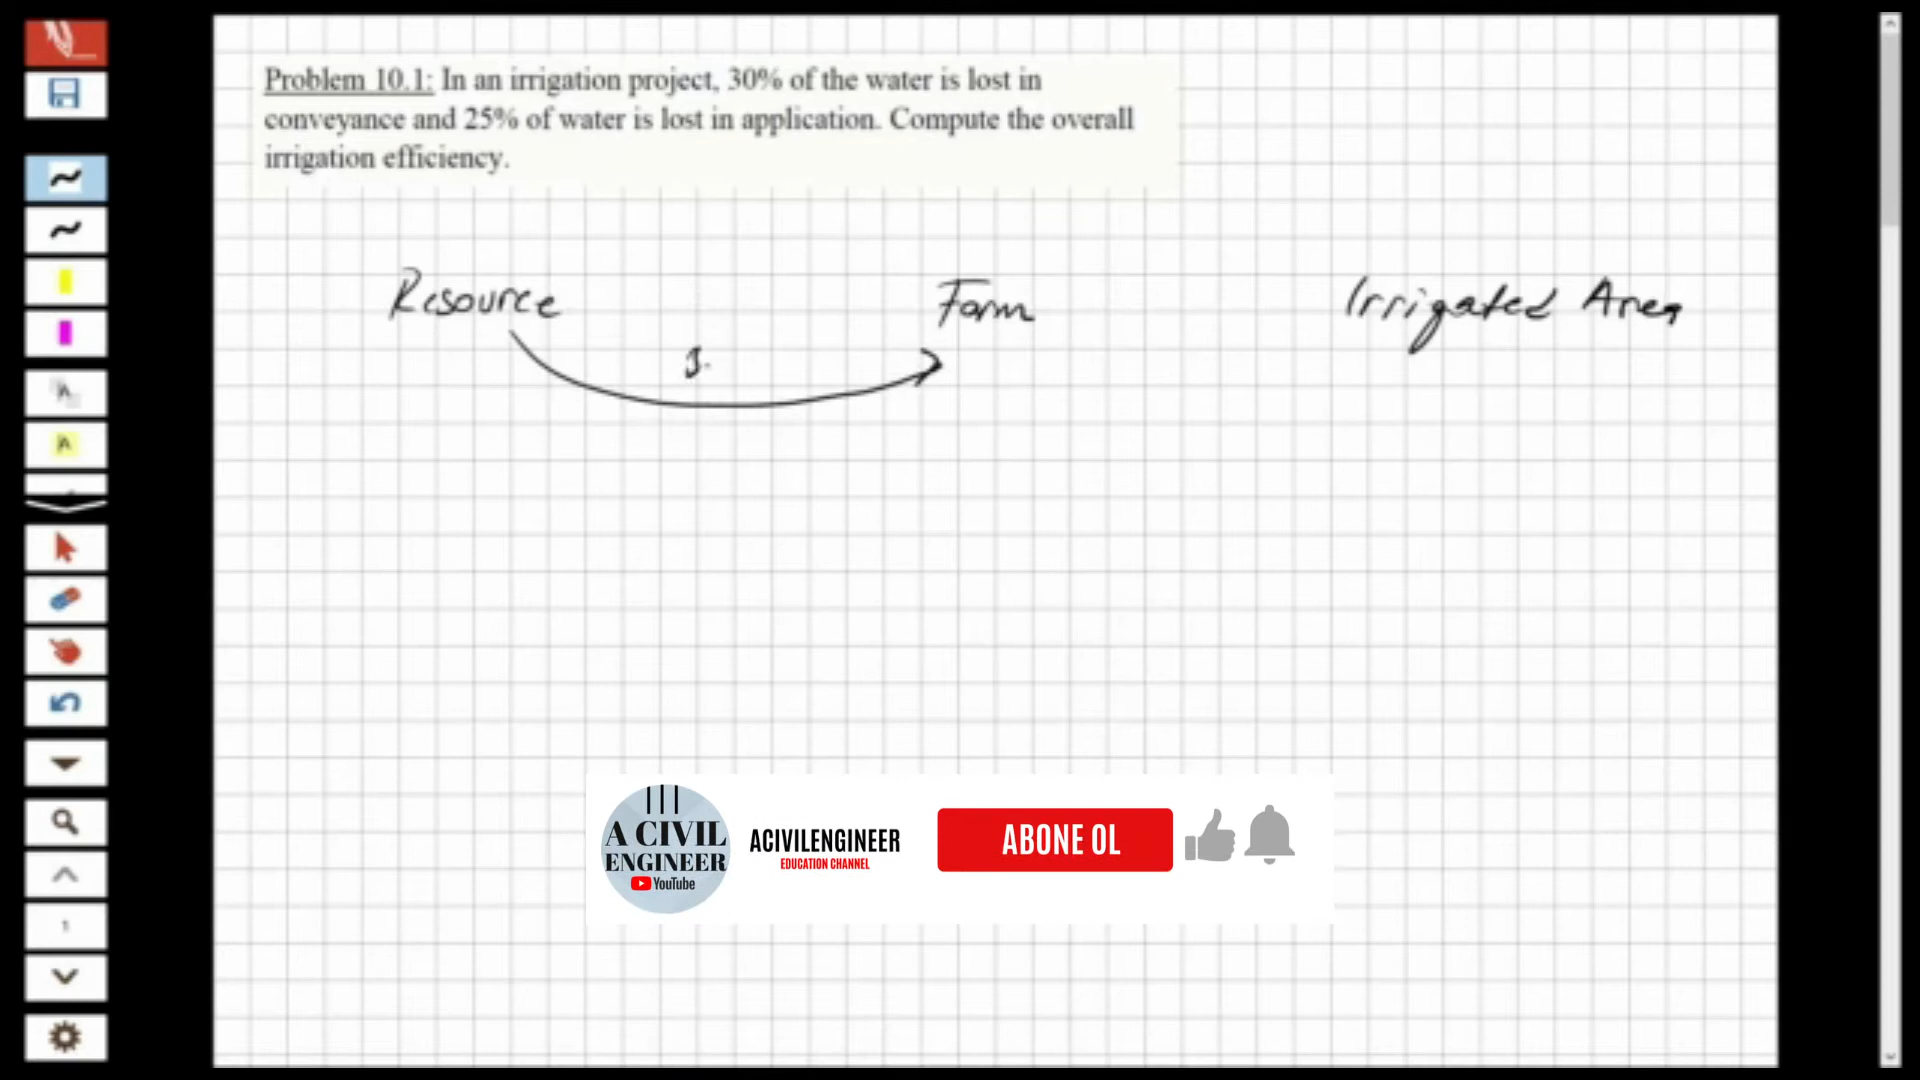 Problem 10.1: In an irrigation project, 30% of the water is lost in
conveyance and 25% of water is lost in application. Compute the overall
irrigation efficiency.
Resource Farm Irrigated Area
A
A
1
A CIVIL
ENGINEER
YouTube
ACIVILENGINEER
EDUCATION CHANNEL
ABONE OL